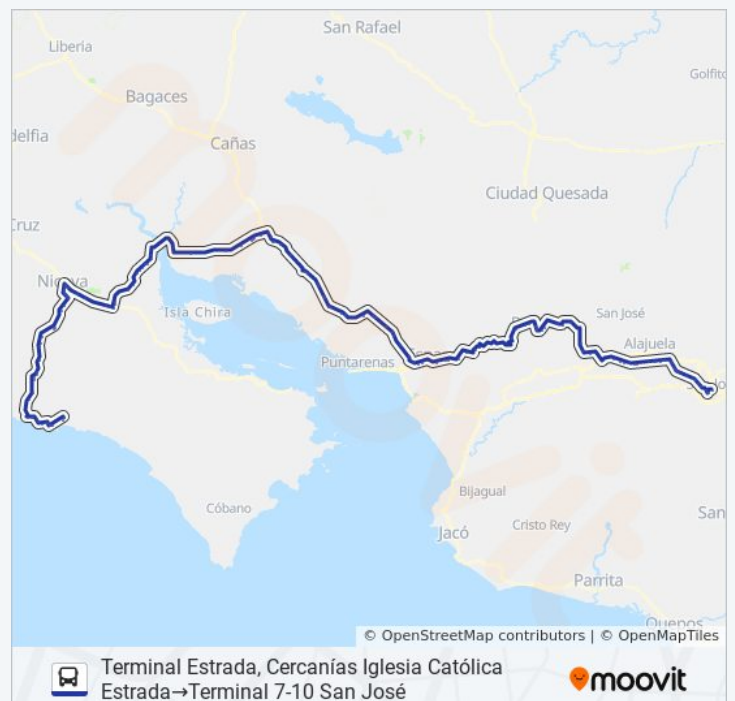 San Rafael
Liberia
Golfito
Bagaces
delfia
Cañas
Ciudad Quesada
Cruz
Nicoya
Isla Chira
San José
Alajuela
Puntarenas
Bijagual
Cóbano
San
Cristo Rey
Jacó
Parrita
Quepos
© OpenStreetMap contributors | © OpenMapTiles
Terminal Estrada, Cercanías Iglesia Católica
Estrada→Terminal 7-10 San José
moovit